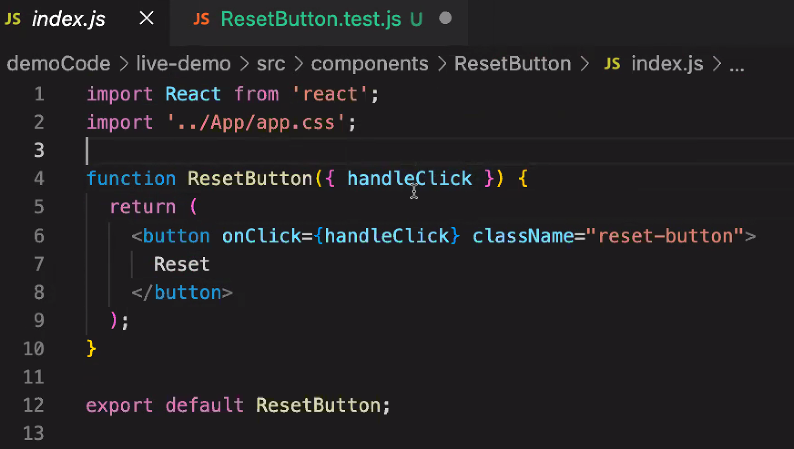 JS index.js × JS ResetButton.test.js U ●
demoCode > live-demo > src > components > ResetButton > JS index.js > ...
1 import React from 'react';
2 import '../App/app.css';
3
4 function ResetButton({ handleClick }) {
5 return (
6 <button onClick={handleClick} className="reset-button">
7 Reset
8 </button>
9 );
10 }
11
12 export default ResetButton;
13